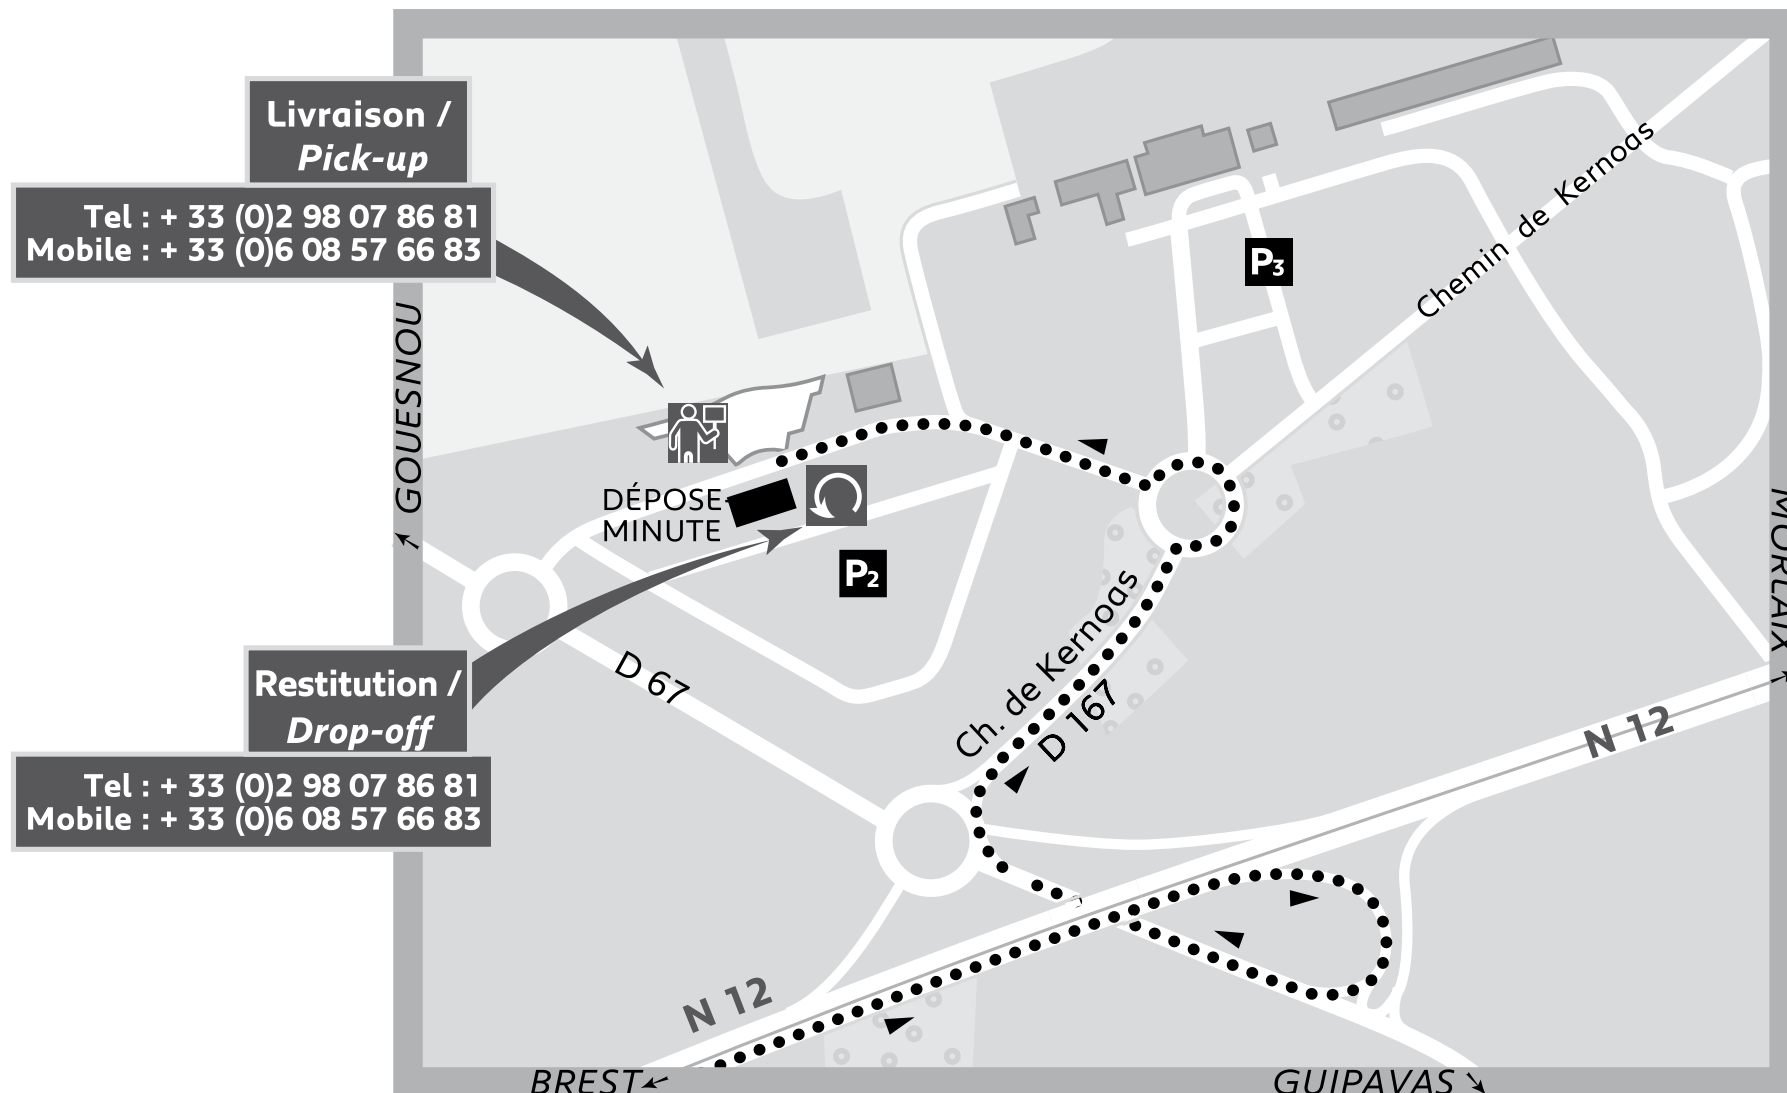 Livraison /
Pick-up
Tel : + 33 (0)2 98 07 86 81
Mobile : + 33 (0)6 08 57 66 83
GOUESNOU
Chemin de Kernoas
P3
DÉPOSE
MINUTE
P2
MORLAIX
Restitution /
Drop-off
Tel : + 33 (0)2 98 07 86 81
Mobile : + 33 (0)6 08 57 66 83
D 67
Ch. de Kernoas
D 167
N 12
N 12
BREST
GUIPAVAS